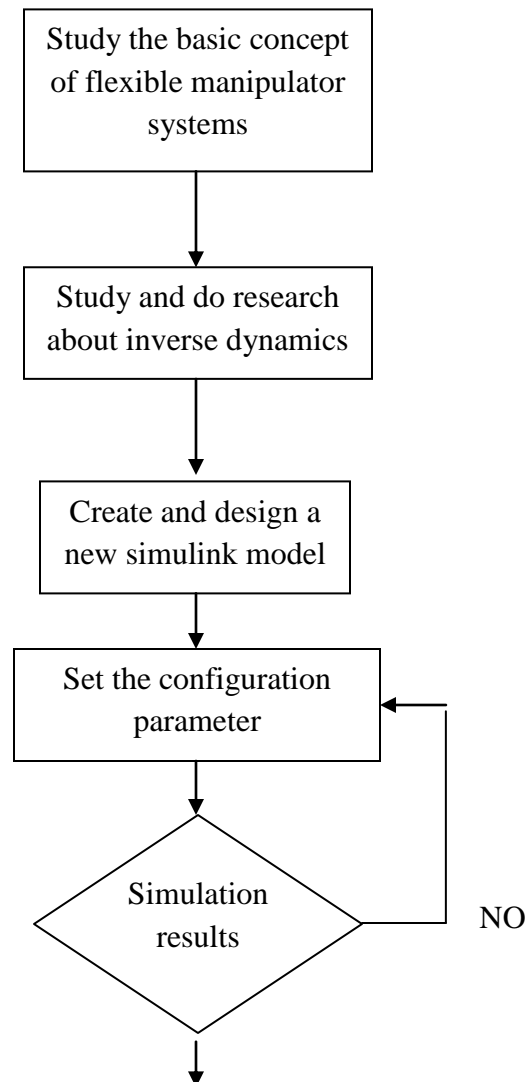 Study the basic concept
of flexible manipulator
systems
Study and do research
about inverse dynamics
Create and design a
new simulink model
Set the configuration
parameter
Simulation
results
NO